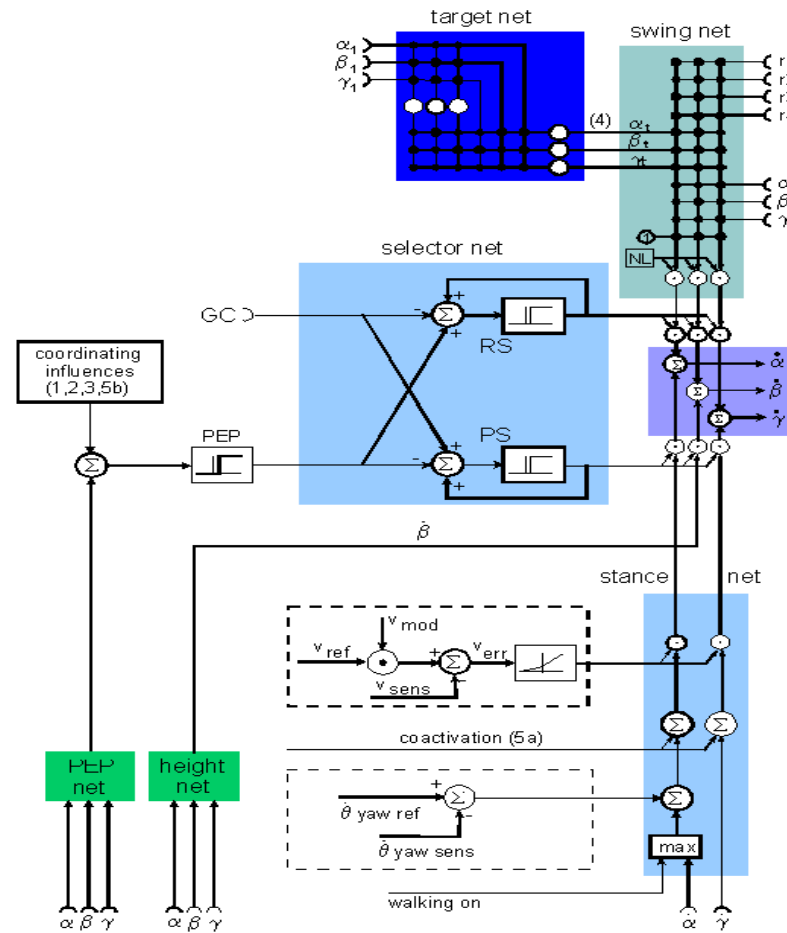 target net
swing net
α₁
β₁
γ₁
(4)
αt
βt
γt
r
r
r
r
α
β
γ
1
NL
selector net
GC
-
+
Σ
+
RS
coordinating
influences
(1,2,3,5b)
Σ
PEP
PS
+
-
Σ
+
Σ
α̇
Σ
β̇
Σ
γ̇
β̇
stance net
v mod
v ref
+
Σ
-
v err
v sens
Σ
Σ
coactivation (5a)
PEP
net
height
net
+
Σ
-
θ̇ yaw ref
θ̇ yaw sens
Σ
max
walking on
α β γ
α β γ
α̇
γ̇